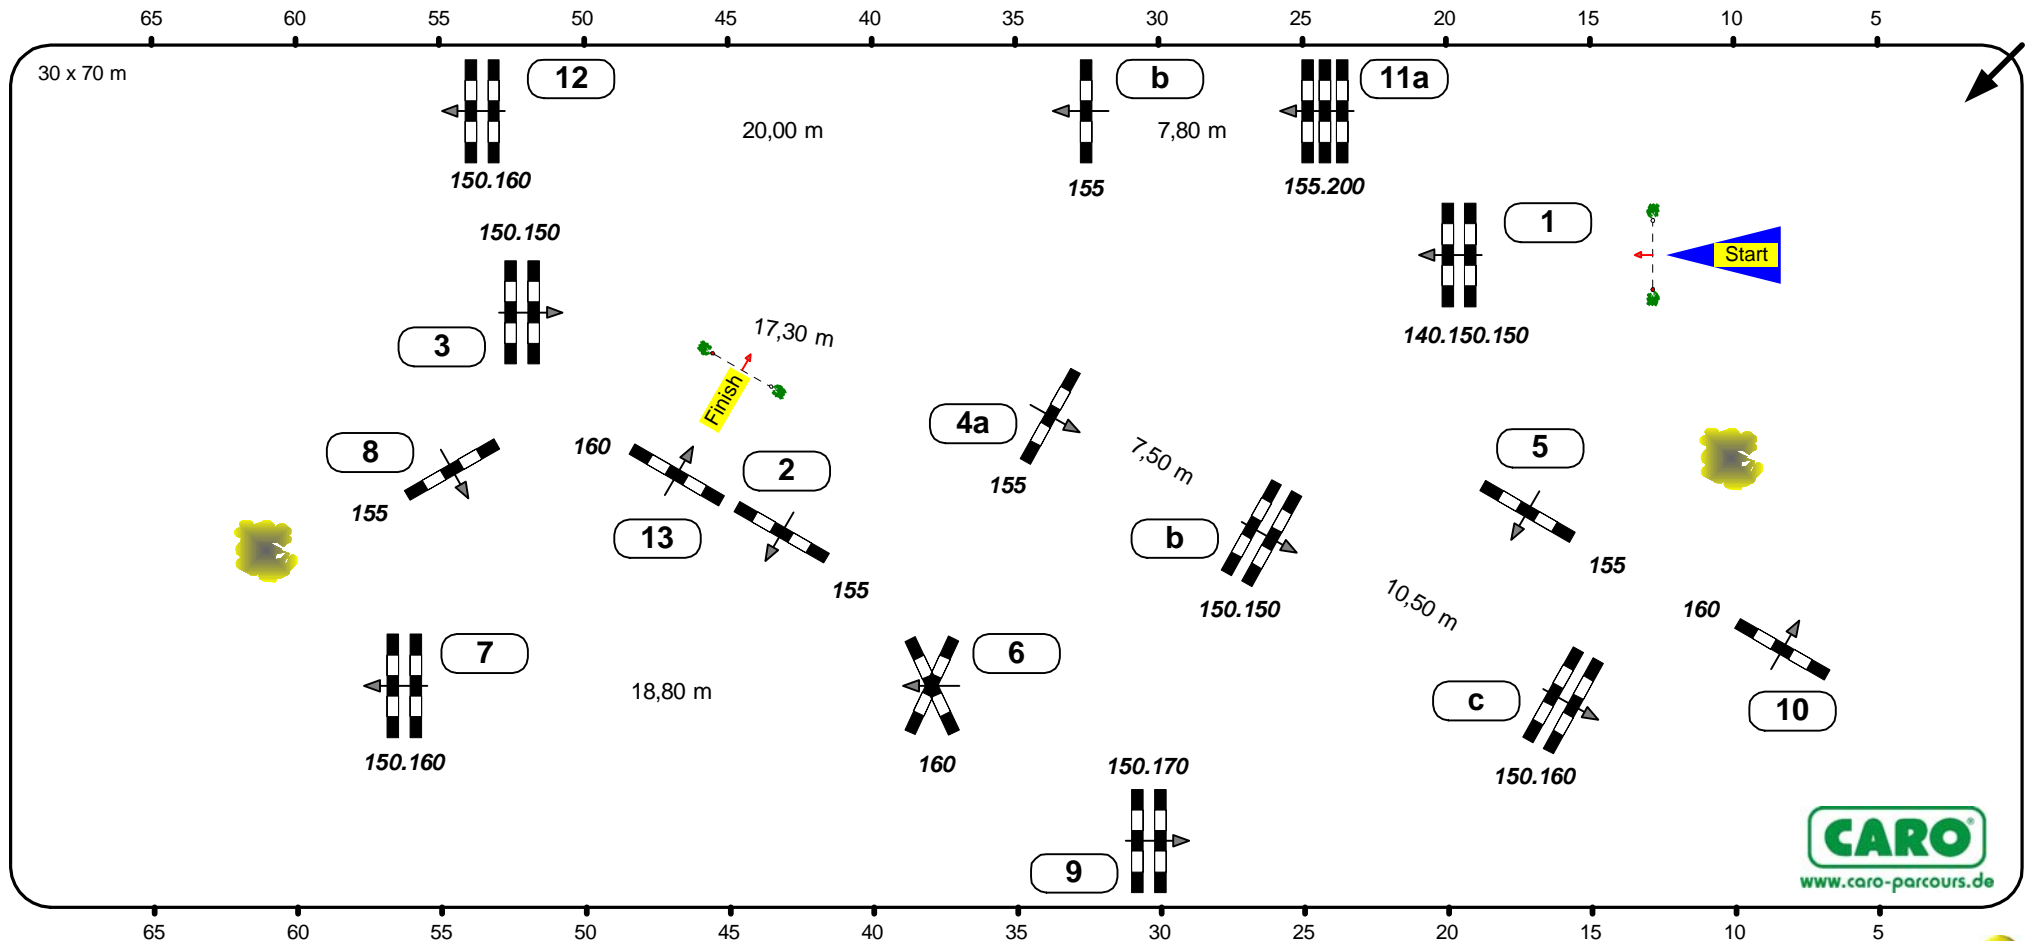 65 60 55 50 45 40 35 30 25 20 15 10 5
30 x 70 m
12
b
11a
20,00 m
7,80 m
150.160
155
155.200
150.150
1
Start
3
17,30 m
140.150.150
Finish
8
160
2
4a
5
7,50 m
155
155
13
b
155
155
10,50 m
150.150
160
7
18,80 m
6
c
10
150.160
160
150.170
150.160
9
CARO®
www.caro-parcours.de
65 60 55 50 45 40 35 30 25 20 15 10 5